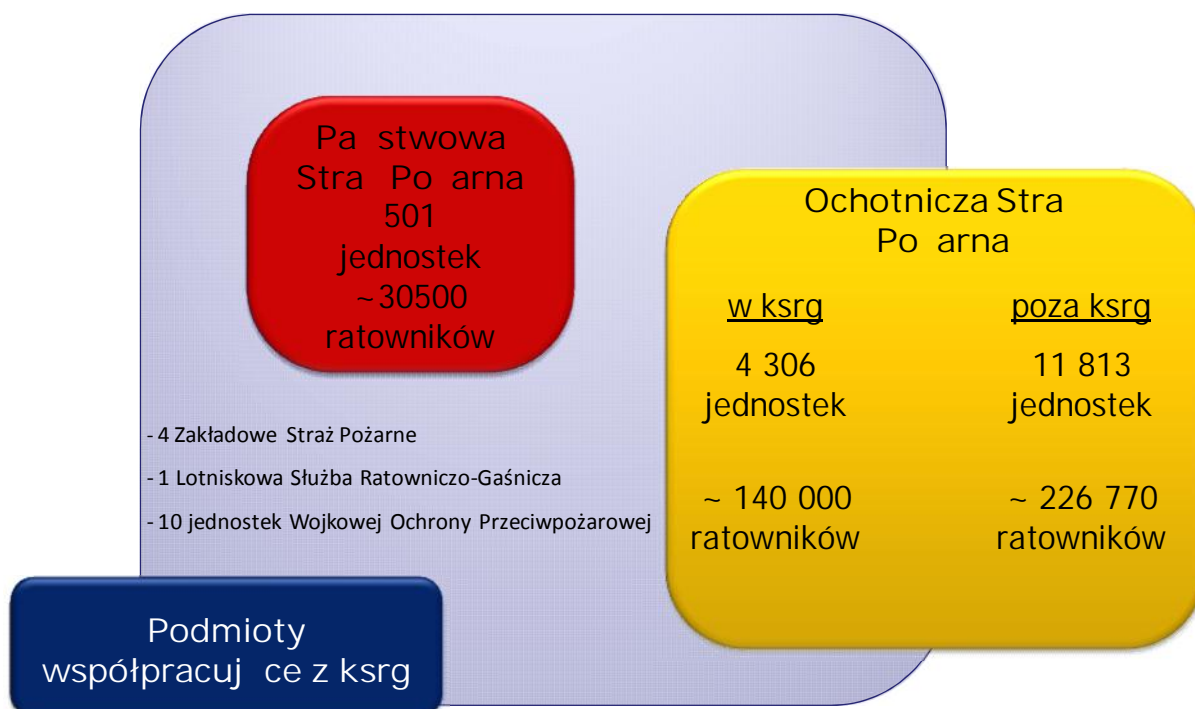 Pa stwowa
Stra Po arna
501
jednostek
~30500
ratowników
Ochotnicza Stra
Po arna
w ksrg
poza ksrg
4 306
jednostek
11 813
jednostek
~ 140 000
ratowników
~ 226 770
ratowników
- 4 Zakładowe Straż Pożarne
- 1 Lotniskowa Służba Ratowniczo-Gaśnicza
- 10 jednostek Wojkowej Ochrony Przeciwpożarowej
Podmioty
współpracuj ce z ksrg